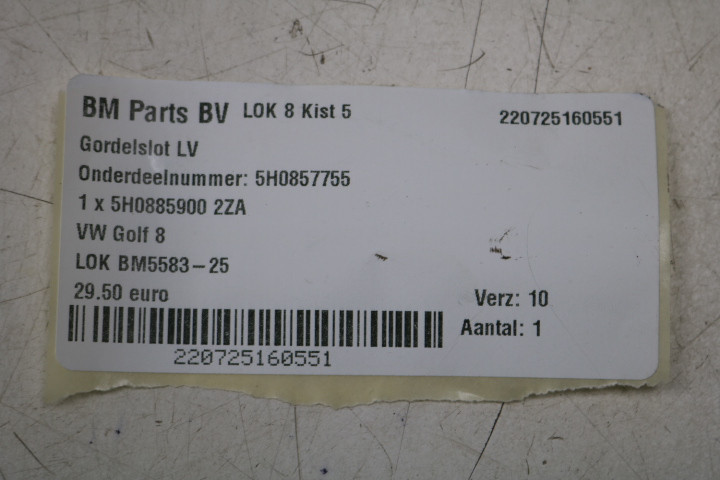 BM Parts BV LOK 8 Kist 5 220725160551
Gordelslot LV
Onderdeelnummer: 5H0857755
1 x 5H0885900 2ZA
VW Golf 8
LOK BM5583-25
29.50 euro Verz: 10
Aantal: 1
220725160551